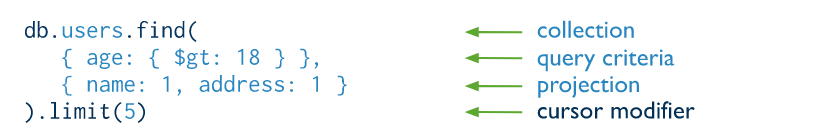 db.users.find( collection
{ age: { $gt: 18 } }, query criteria
{ name: 1, address: 1 } projection
).limit(5) cursor modifier